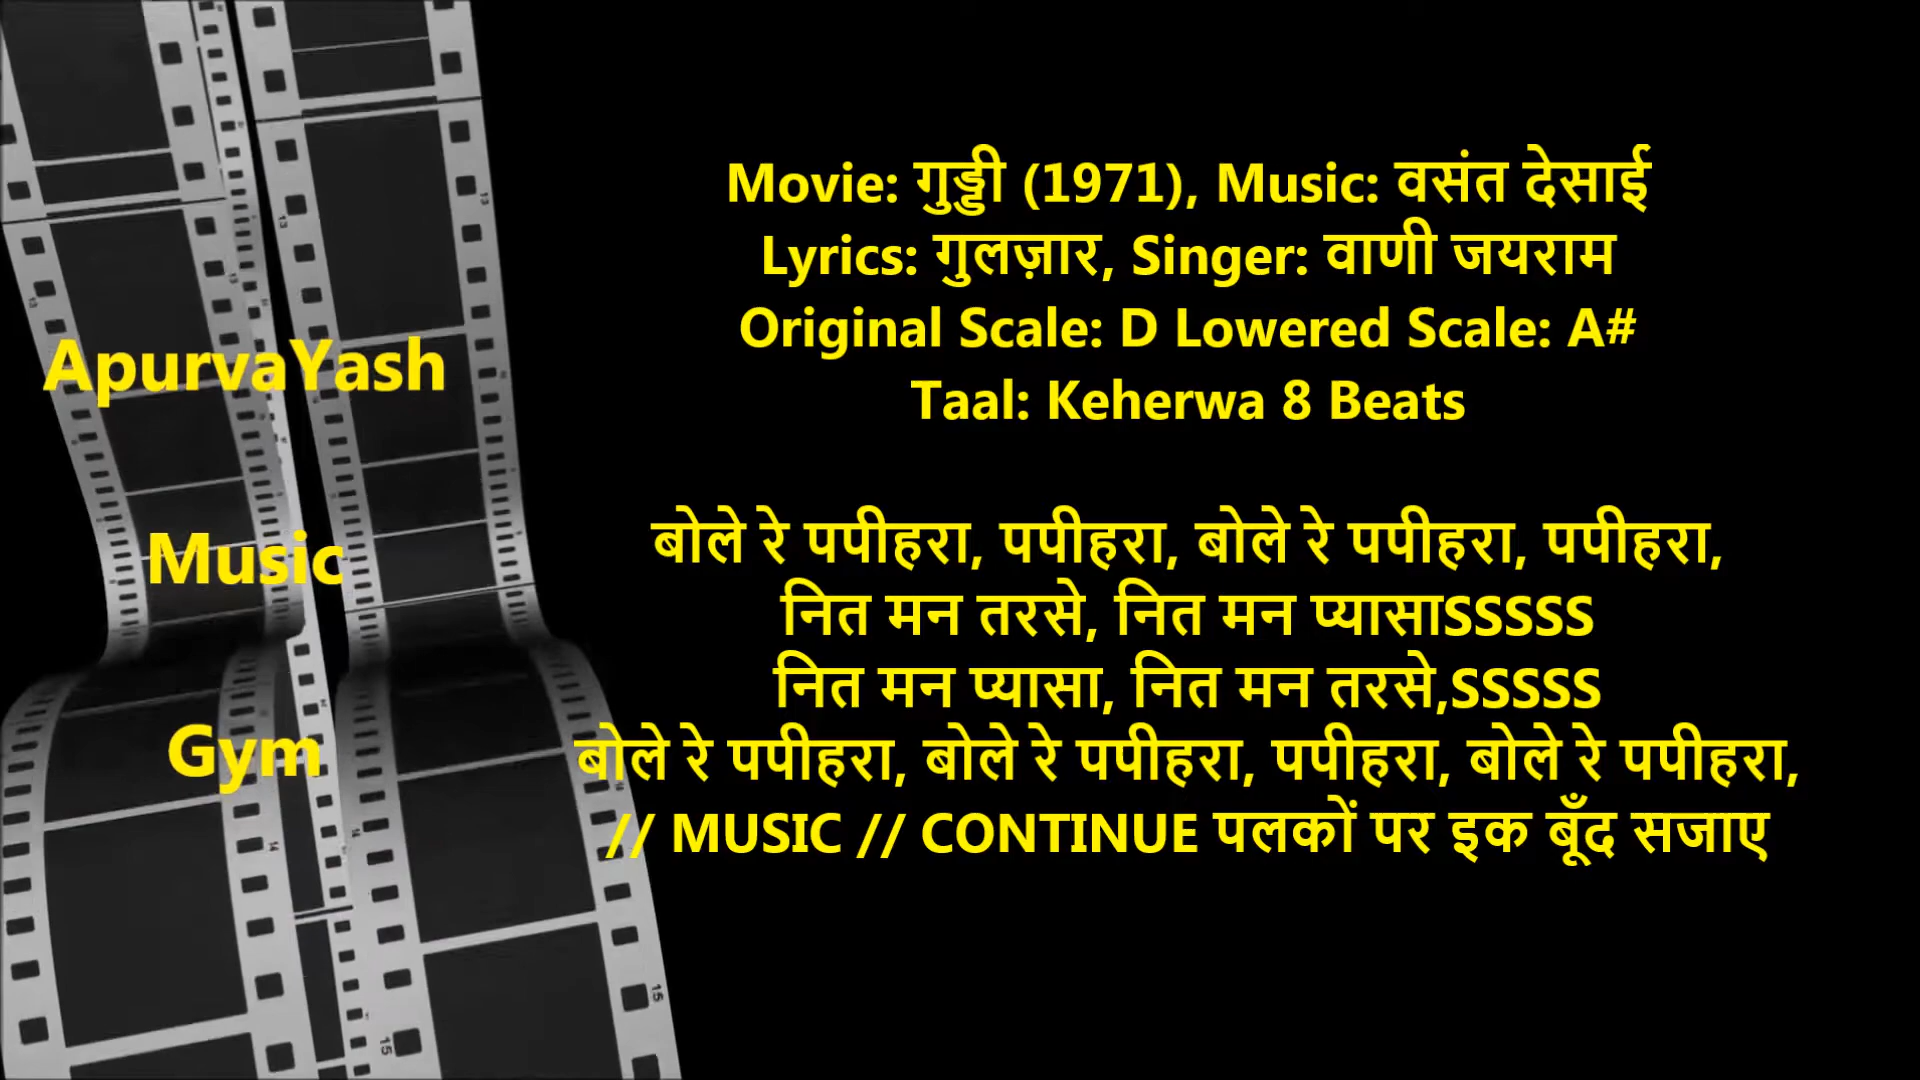 ApurvaYash
Music
Gym
Movie: गुड्डी (1971), Music: वसंत देसाई
Lyrics: गुलज़ार, Singer: वाणी जयराम
Original Scale: D Lowered Scale: A#
Taal: Keherwa 8 Beats
बोले रे पपीहरा, पपीहरा, बोले रे पपीहरा, पपीहरा,
नित मन तरसे, नित मन प्यासाSSSSS
नित मन प्यासा, नित मन तरसे,SSSSS
बोले रे पपीहरा, बोले रे पपीहरा, पपीहरा, बोले रे पपीहरा,
// MUSIC // CONTINUE पलकों पर इक बूँद सजाए